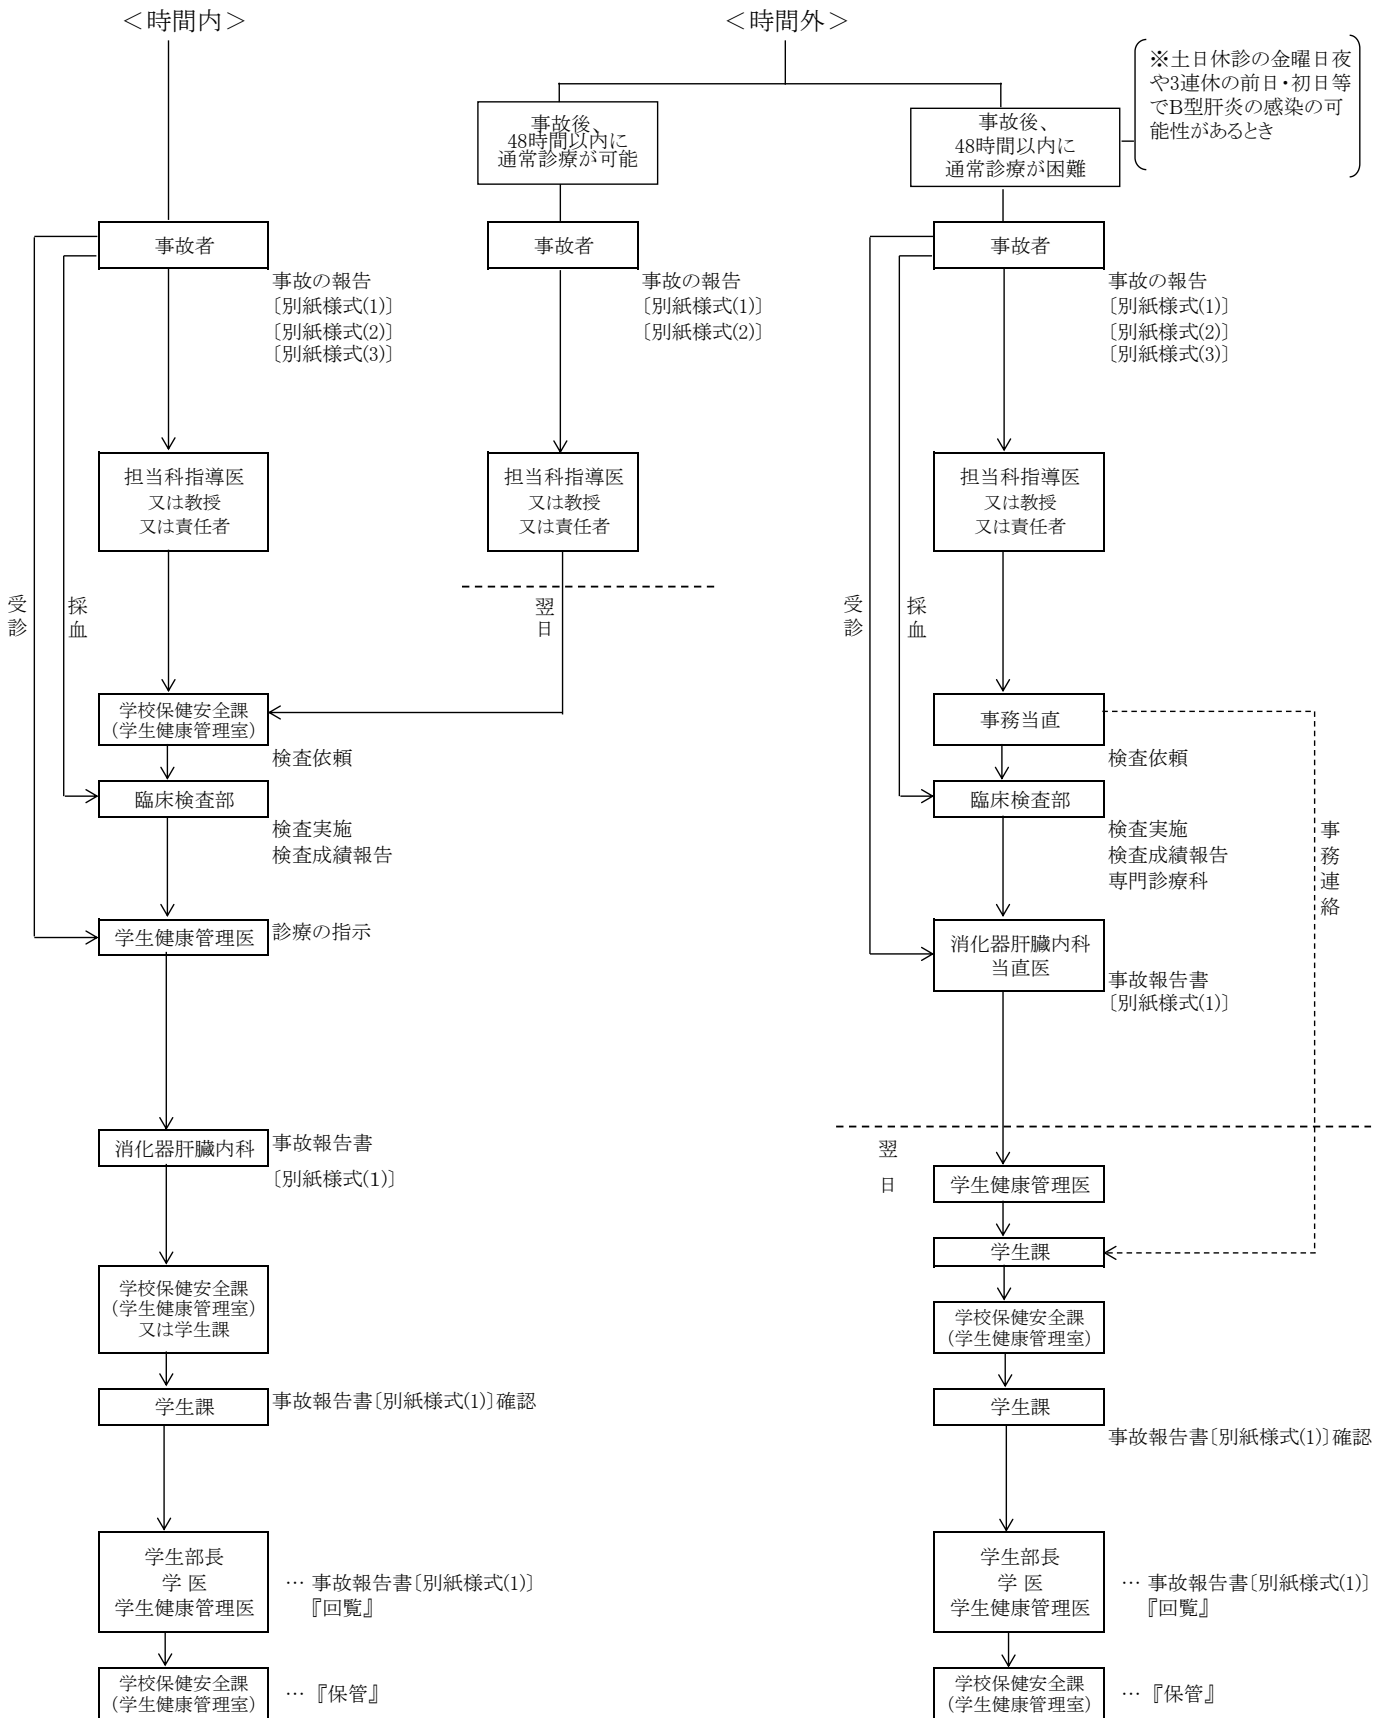 ＜時間内＞
＜時間外＞
※土日休診の金曜日夜
や3連休の前日・初日等
でB型肝炎の感染の可
能性があるとき
事故後、
48時間以内に
通常診療が可能
事故後、
48時間以内に
通常診療が困難
事故者
事故の報告
〔別紙様式(1)〕
〔別紙様式(2)〕
〔別紙様式(3)〕
担当科指導医
又は教授
又は責任者
受診
採血
学校保健安全課
（学生健康管理室）
検査依頼
臨床検査部
検査実施
検査成績報告
学生健康管理医
診療の指示
消化器肝臓内科
事故報告書
〔別紙様式(1)〕
学校保健安全課
（学生健康管理室）
又は学生課
学生課
事故報告書〔別紙様式(1)〕確認
学生部長
学 医
学生健康管理医
… 事故報告書〔別紙様式(1)〕
『回覧』
学校保健安全課
（学生健康管理室）
… 『保管』
事故者
事故の報告
〔別紙様式(1)〕
〔別紙様式(2)〕
担当科指導医
又は教授
又は責任者
翌日
事故者
事故の報告
〔別紙様式(1)〕
〔別紙様式(2)〕
〔別紙様式(3)〕
担当科指導医
又は教授
又は責任者
受診
採血
事務当直
検査依頼
臨床検査部
検査実施
検査成績報告
専門診療科
事務連絡
消化器肝臓内科
当直医
事故報告書
〔別紙様式(1)〕
翌日
学生健康管理医
学生課
学校保健安全課
（学生健康管理室）
学生課
事故報告書〔別紙様式(1)〕確認
学生部長
学 医
学生健康管理医
… 事故報告書〔別紙様式(1)〕
『回覧』
学校保健安全課
（学生健康管理室）
… 『保管』